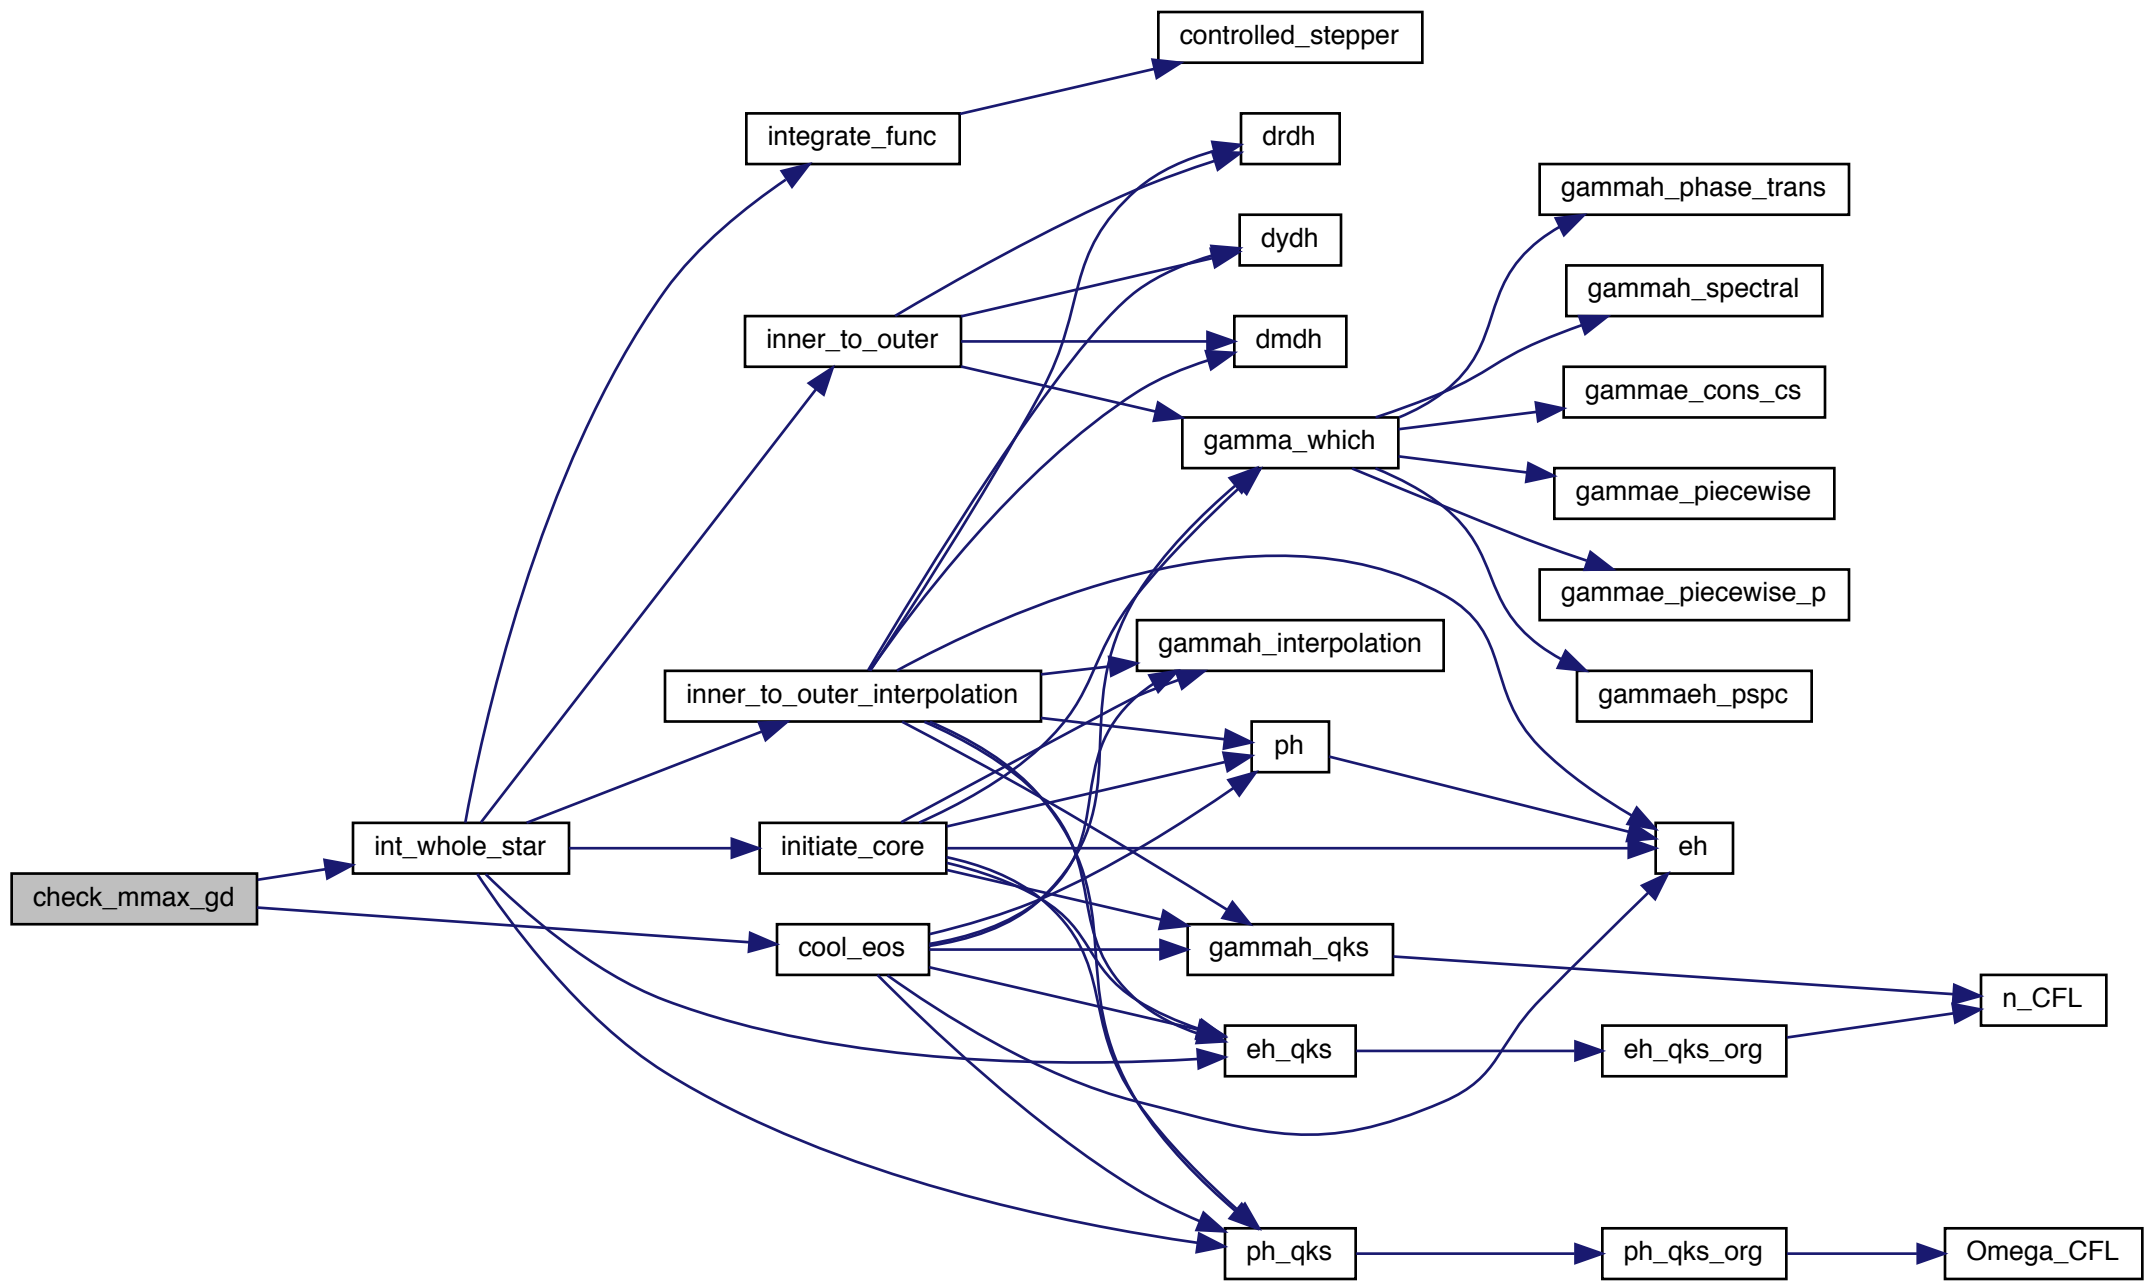 controlled_stepper
integrate_func
drdh
gammah_phase_trans
dydh
gammah_spectral
inner_to_outer
dmdh
gammae_cons_cs
gamma_which
gammae_piecewise
gammae_piecewise_p
gammah_interpolation
inner_to_outer_interpolation
gammaeh_pspc
ph
int_whole_star
initiate_core
eh
check_mmax_gd
cool_eos
gammah_qks
n_CFL
eh_qks
eh_qks_org
ph_qks
ph_qks_org
Omega_CFL